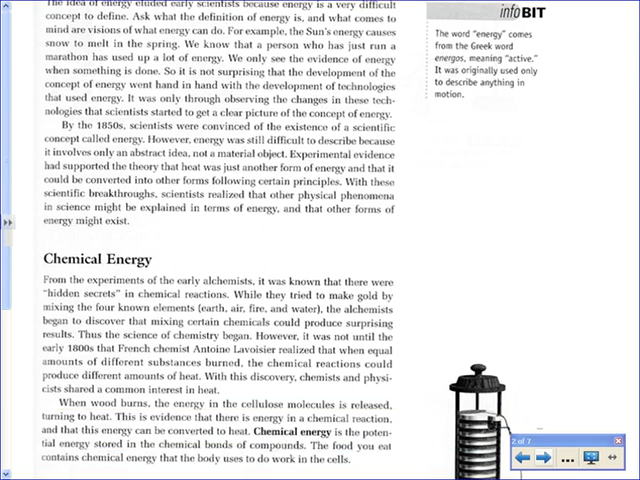 The idea of energy eluded early scientists because energy is a very difficult
concept to define. Ask what the definition of energy is, and what comes to
mind are visions of what energy can do. For example, the Sun's energy causes
snow to melt in the spring. We know that a person who has just run a
marathon has used up a lot of energy. We only see the evidence of energy
when something is done. So it is not surprising that the development of the
concept of energy went hand in hand with the development of technologies
that used energy. It was only through observing the changes in these tech-
nologies that scientists started to get a clear picture of the concept of energy.
By the 1850s, scientists were convinced of the existence of a scientific
concept called energy. However, energy was still difficult to describe because
it involves only an abstract idea, not a material object. Experimental evidence
had supported the theory that heat was just another form of energy and that it
could be converted into other forms following certain principles. With these
scientific breakthroughs, scientists realized that other physical phenomena
in science might be explained in terms of energy, and that other forms of
energy might exist.
Chemical Energy
From the experiments of the early alchemists, it was known that there were
"hidden secrets" in chemical reactions. While they tried to make gold by
mixing the four known elements (earth, air, fire, and water), the alchemists
began to discover that mixing certain chemicals could produce surprising
results. Thus the science of chemistry began. However, it was not until the
early 1800s that French chemist Antoine Lavoisier realized that when equal
amounts of different substances burned, the chemical reactions could
produce different amounts of heat. With this discovery, chemists and physi-
cists shared a common interest in heat.
When wood burns, the energy in the cellulose molecules is released,
turning to heat. This is evidence that there is energy in a chemical reaction,
and that this energy can be converted to heat. Chemical energy is the poten-
tial energy stored in the chemical bonds of compounds. The food you eat
contains chemical energy that the body uses to do work in the cells.
infoBIT
The word "energy" comes
from the Greek word
energos, meaning "active."
It was originally used only
to describe anything in
motion.
2 of 7